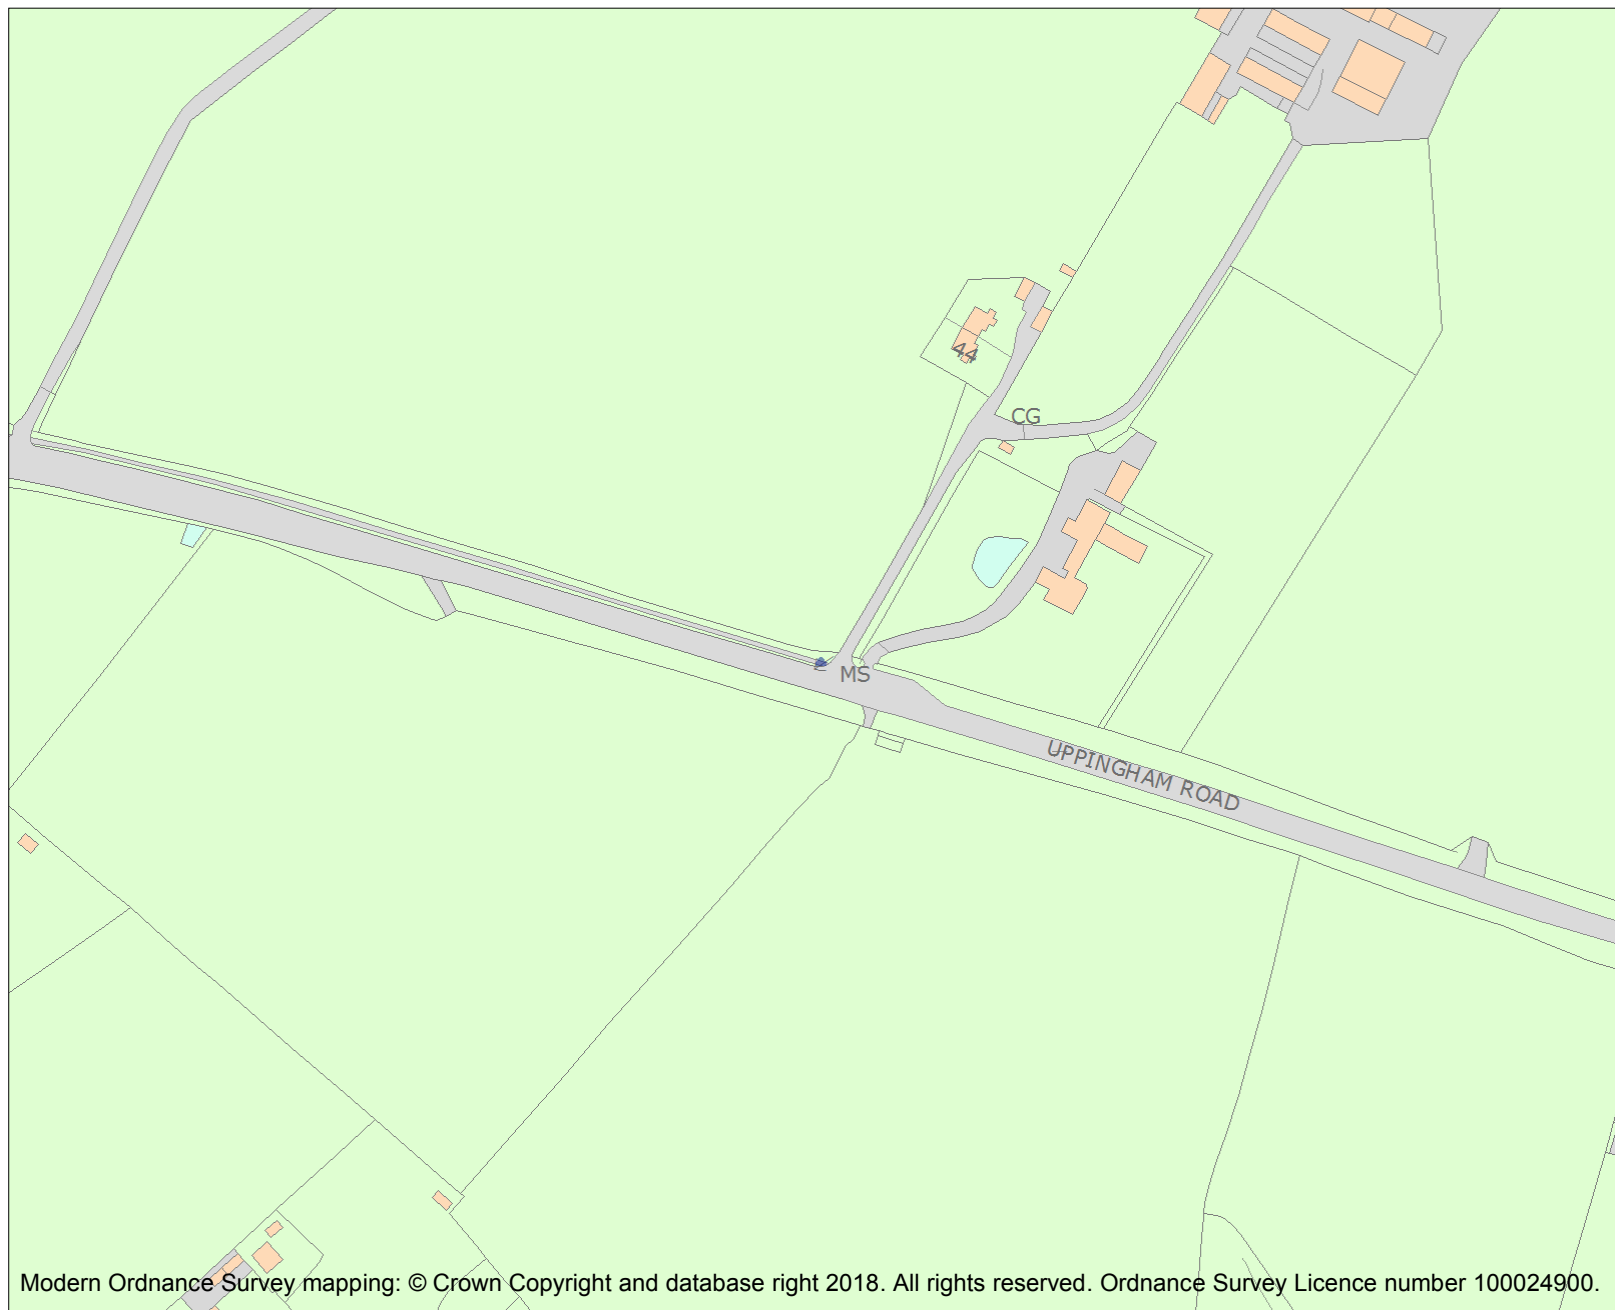 44
CG
MS
UPPINGHAM ROAD
Modern Ordnance Survey mapping: © Crown Copyright and database right 2018. All rights reserved. Ordnance Survey Licence number 100024900.